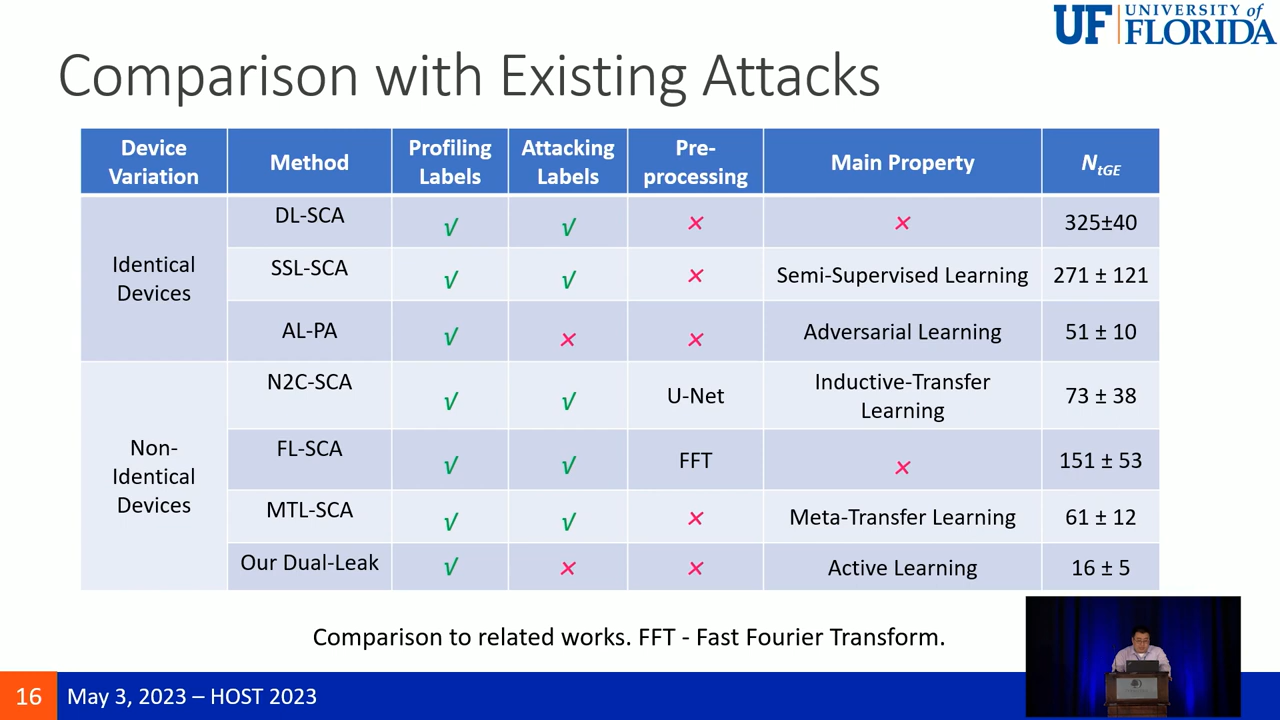 UF UNIVERSITY of
FLORIDA
Comparison with Existing Attacks
Device Variation Method Profiling Labels Attacking Labels Pre-processing Main Property N_tGE
Identical Devices
DL-SCA √ √ × × 325±40
SSL-SCA √ √ × Semi-Supervised Learning 271 ± 121
AL-PA √ × × Adversarial Learning 51 ± 10
Non-Identical Devices
N2C-SCA √ √ U-Net Inductive-Transfer Learning 73 ± 38
FL-SCA √ √ FFT × 151 ± 53
MTL-SCA √ √ × Meta-Transfer Learning 61 ± 12
Our Dual-Leak √ × × Active Learning 16 ± 5
Comparison to related works. FFT - Fast Fourier Transform.
16 May 3, 2023 – HOST 2023